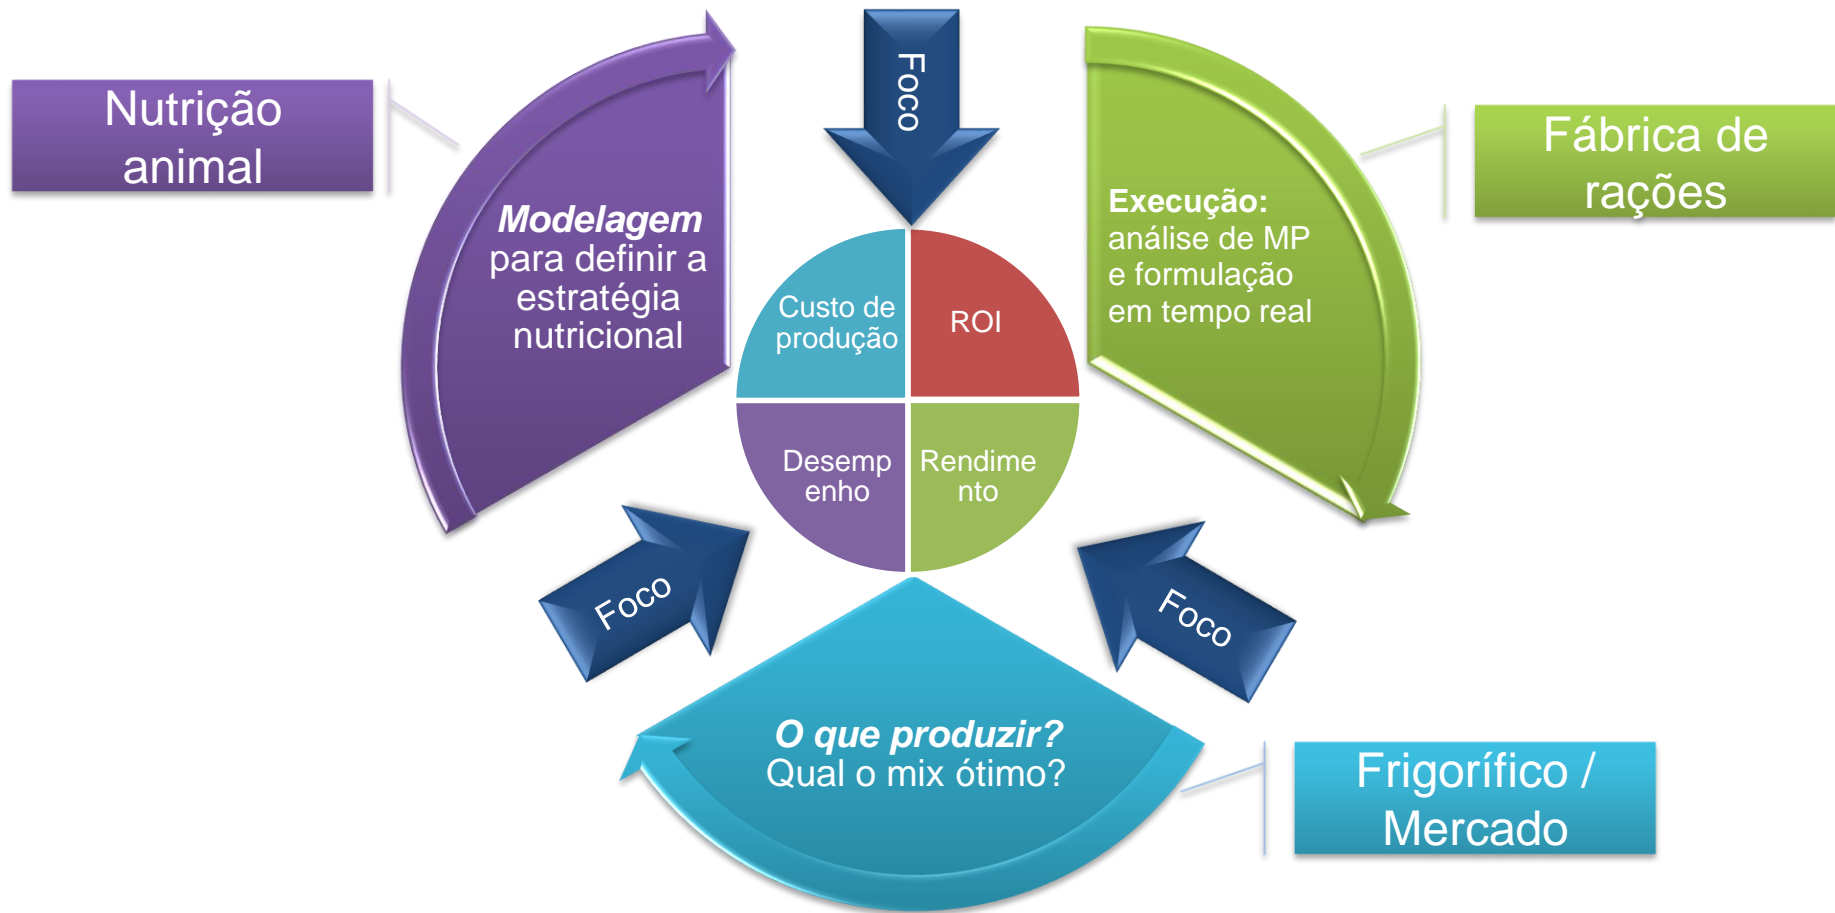 Nutrição
animal
Foco
Fábrica de
rações
Modelagem
para definir a
estratégia
nutricional
Execução:
análise de MP
e formulação
em tempo real
Custo de
produção
ROI
Desemp
enho
Rendime
nto
Foco
Foco
O que produzir?
Qual o mix ótimo?
Frigorífico /
Mercado